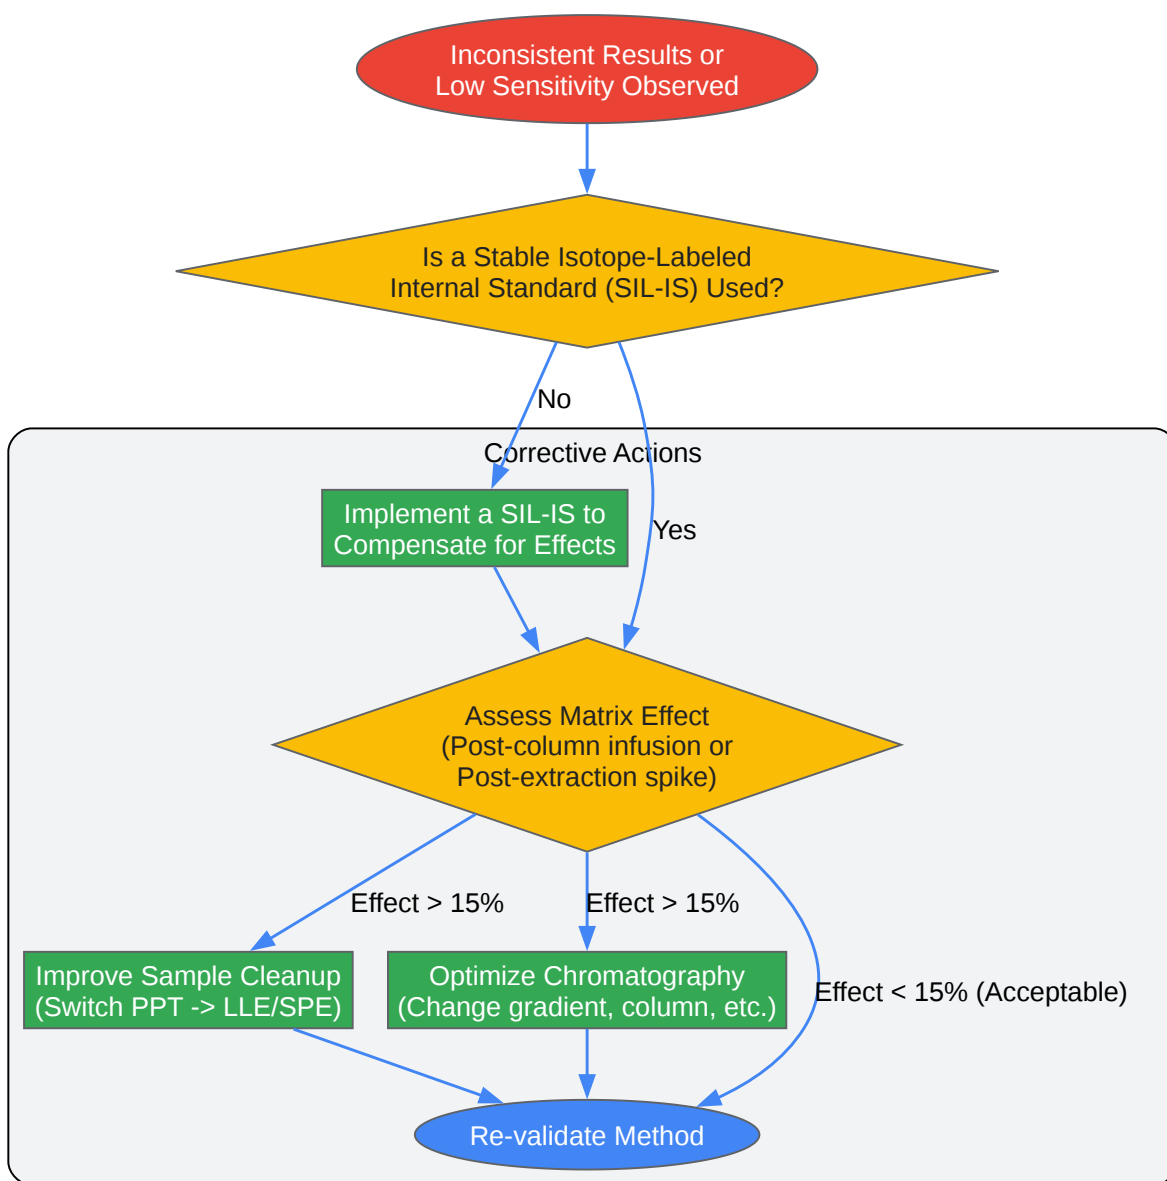 Inconsistent Results or
Low Sensitivity Observed
Is a Stable Isotope-Labeled
Internal Standard (SIL-IS) Used?
No
Corrective Actions
Implement a SIL-IS to
Compensate for Effects
Yes
Assess Matrix Effect
(Post-column infusion or
Post-extraction spike)
Effect > 15%
Effect > 15%
Improve Sample Cleanup
(Switch PPT -> LLE/SPE)
Optimize Chromatography
(Change gradient, column, etc.)
Effect < 15% (Acceptable)
Re-validate Method